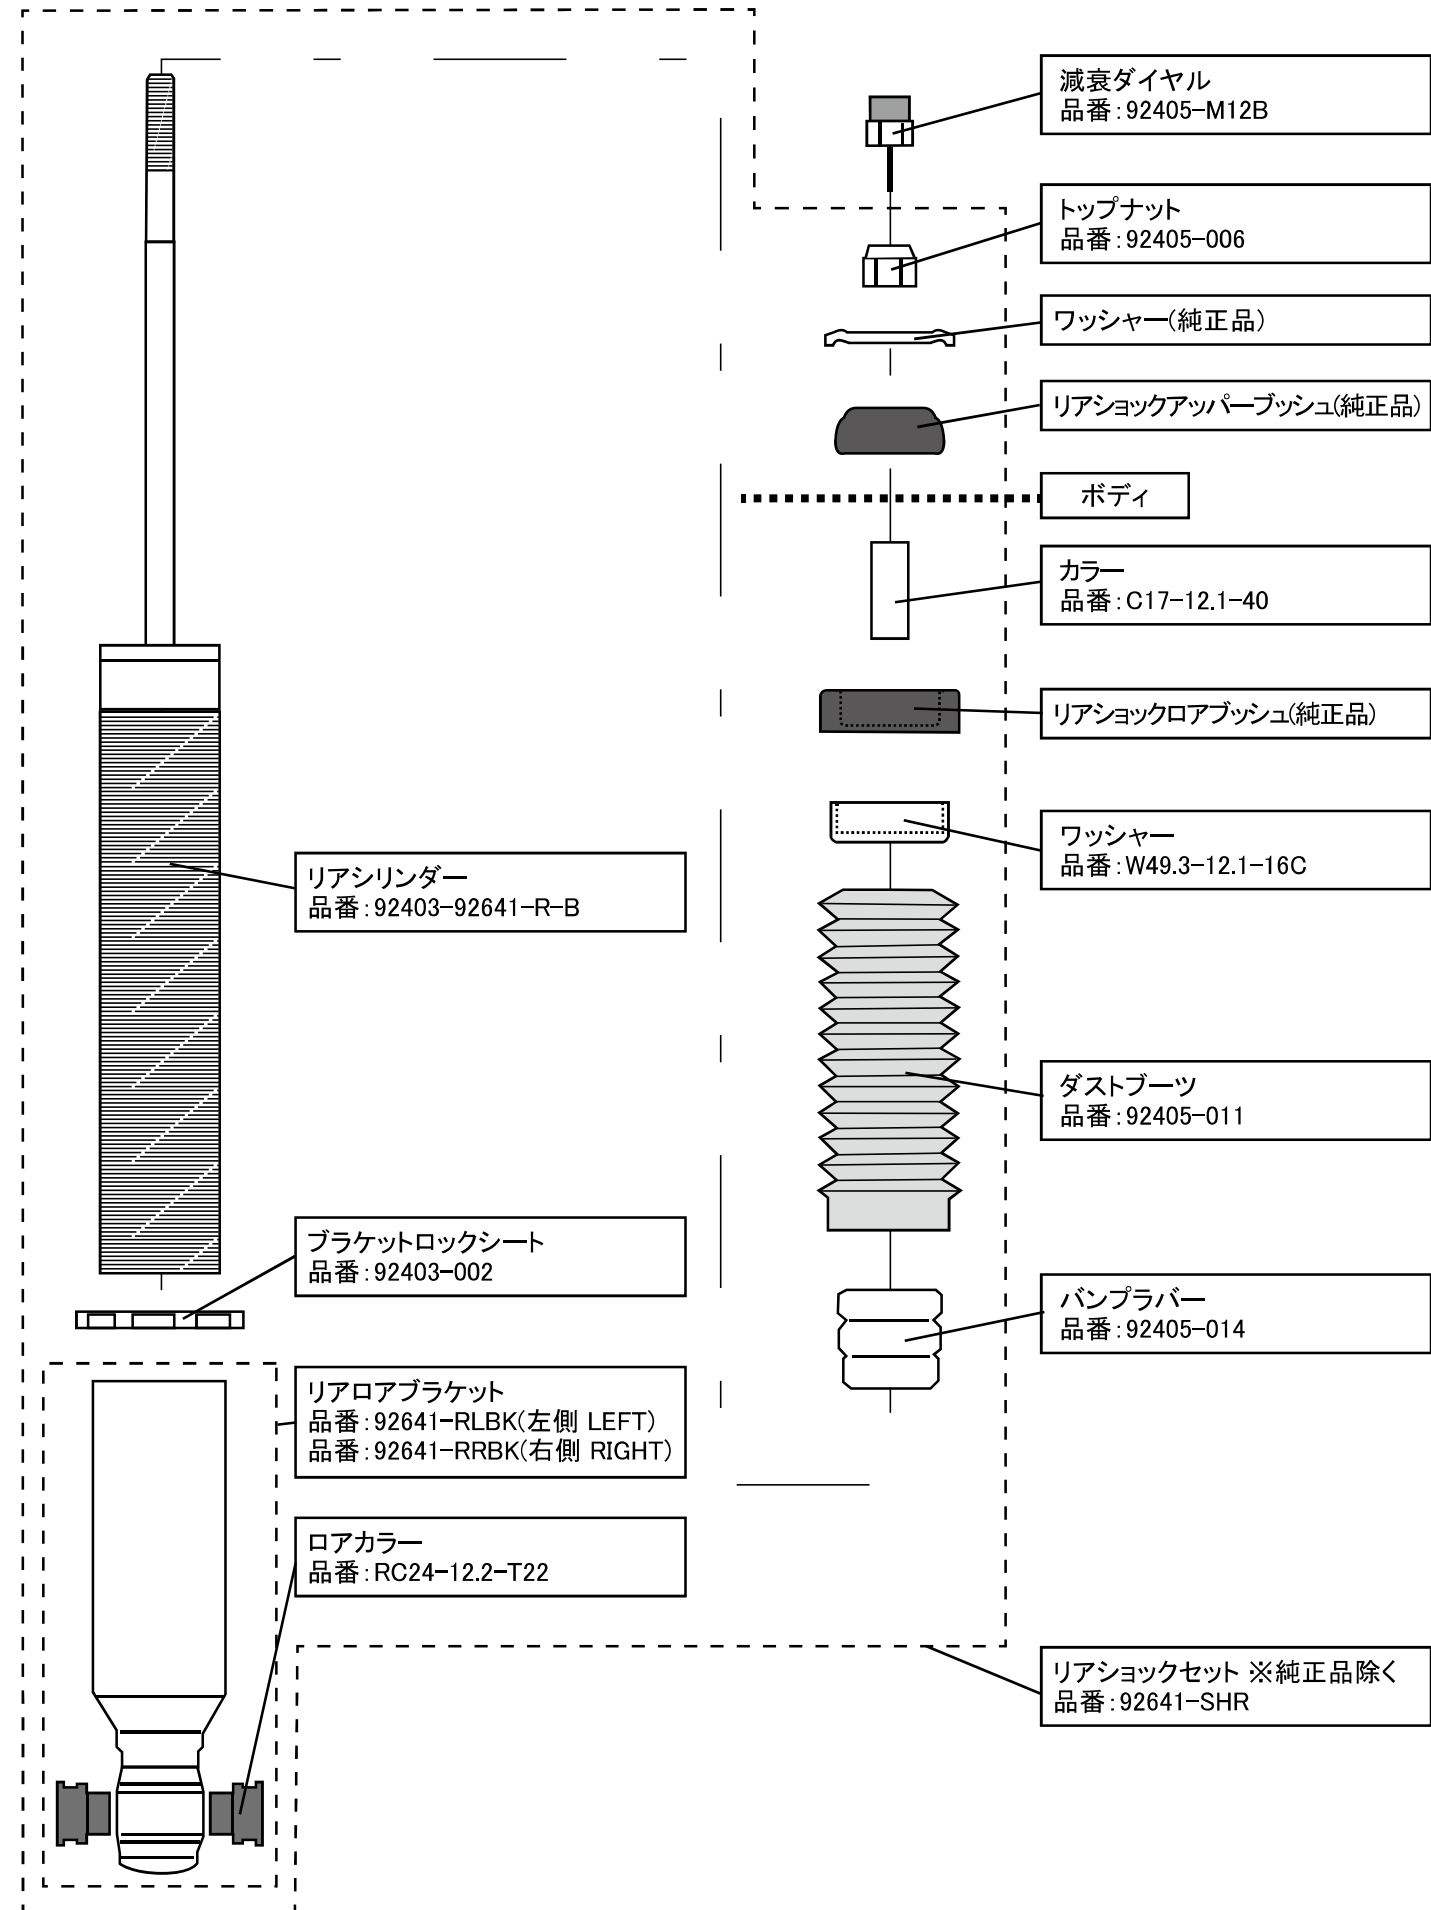 減衰ダイヤル
品番:92405-M12B
トップナット
品番:92405-006
ワッシャー(純正品)
リアショックアッパーブッシュ(純正品)
ボディ
カラー
品番:C17-12.1-40
リアショックロアブッシュ(純正品)
ワッシャー
品番:W49.3-12.1-16C
ダストブーツ
品番:92405-011
バンプラバー
品番:92405-014
リアショックセット ※純正品除く
品番:92641-SHR
リアシリンダー
品番:92403-92641-R-B
ブラケットロックシート
品番:92403-002
リアロアブラケット
品番:92641-RLBK(左側 LEFT)
品番:92641-RRBK(右側 RIGHT)
ロアカラー
品番:RC24-12.2-T22